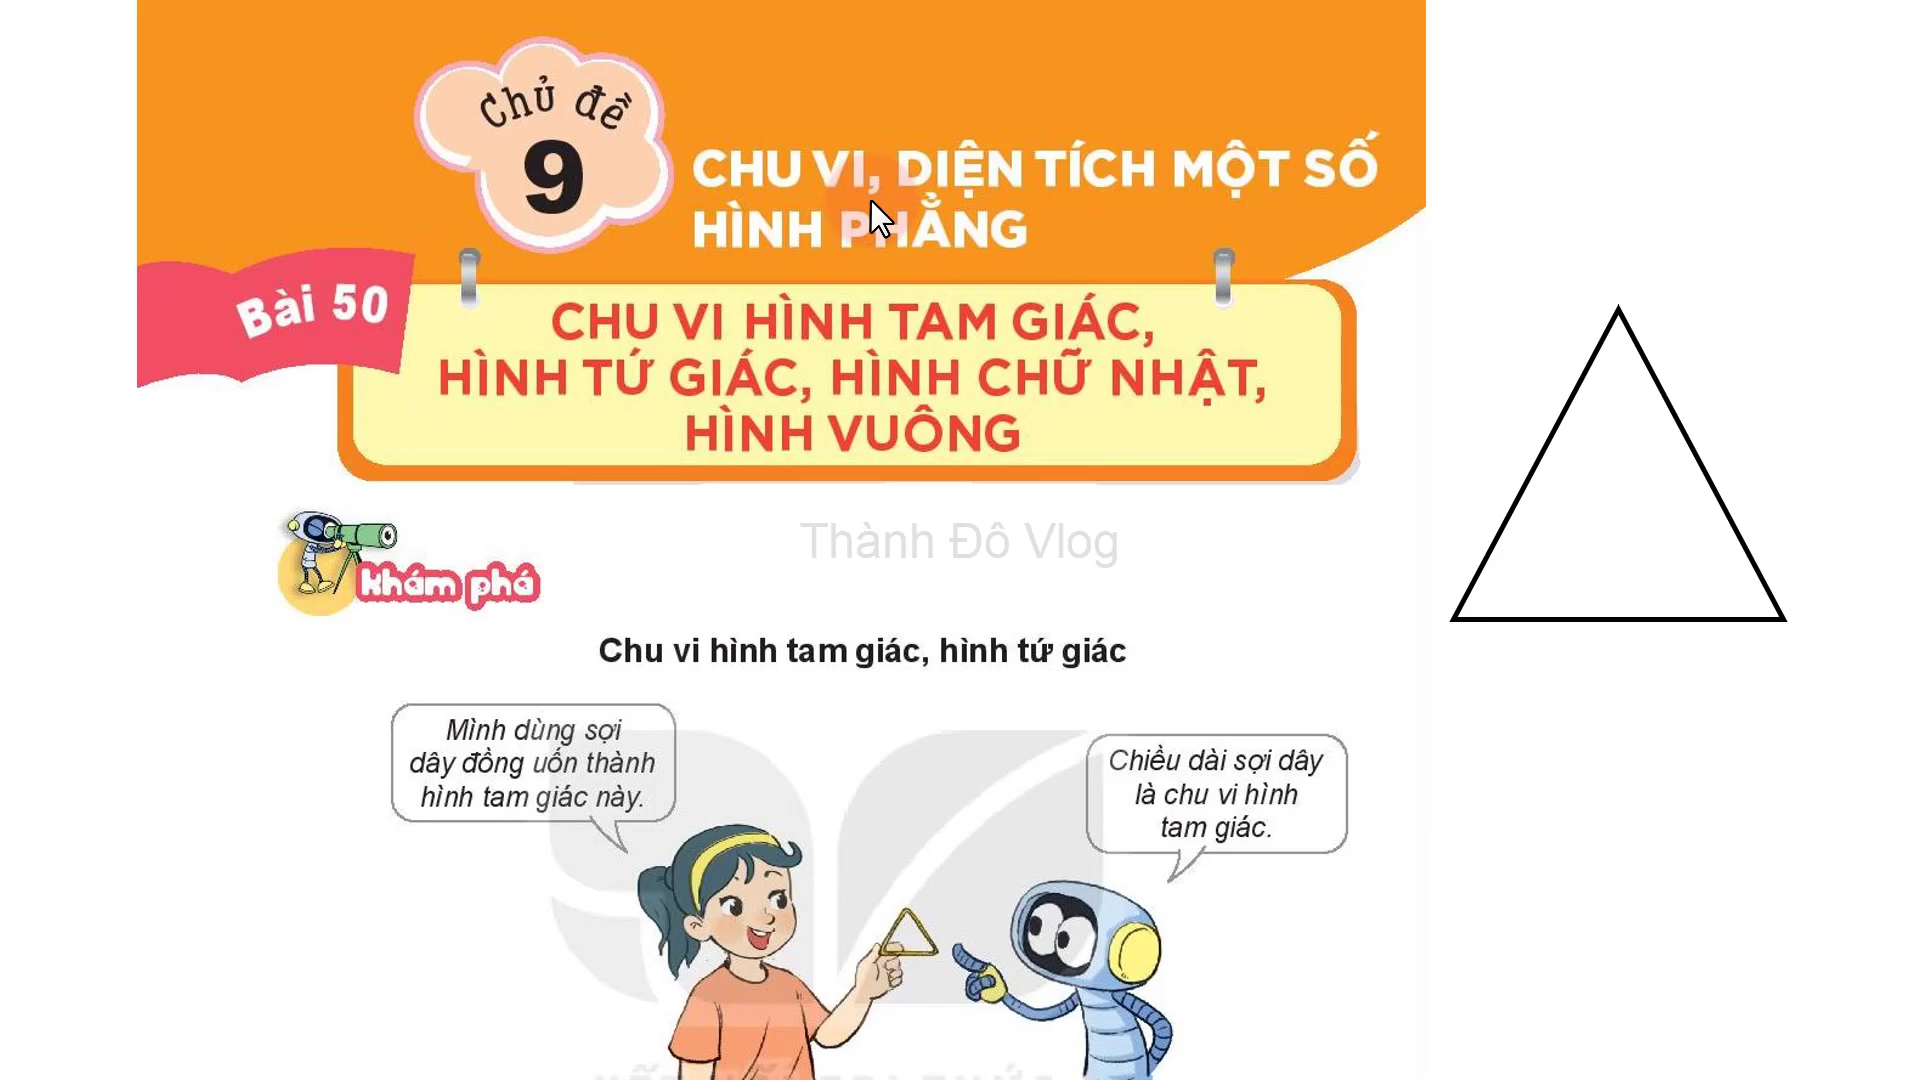 Chủ đề
9
CHU VI, DIỆN TÍCH MỘT SỐ
HÌNH PHẲNG
Bài 50
CHU VI HÌNH TAM GIÁC,
HÌNH TỨ GIÁC, HÌNH CHỮ NHẬT,
HÌNH VUÔNG
Thành Đô Vlog
Khám phá
Chu vi hình tam giác, hình tứ giác
Mình dùng sợi
dây đồng uốn thành
hình tam giác này.
Chiều dài sợi dây
là chu vi hình
tam giác.